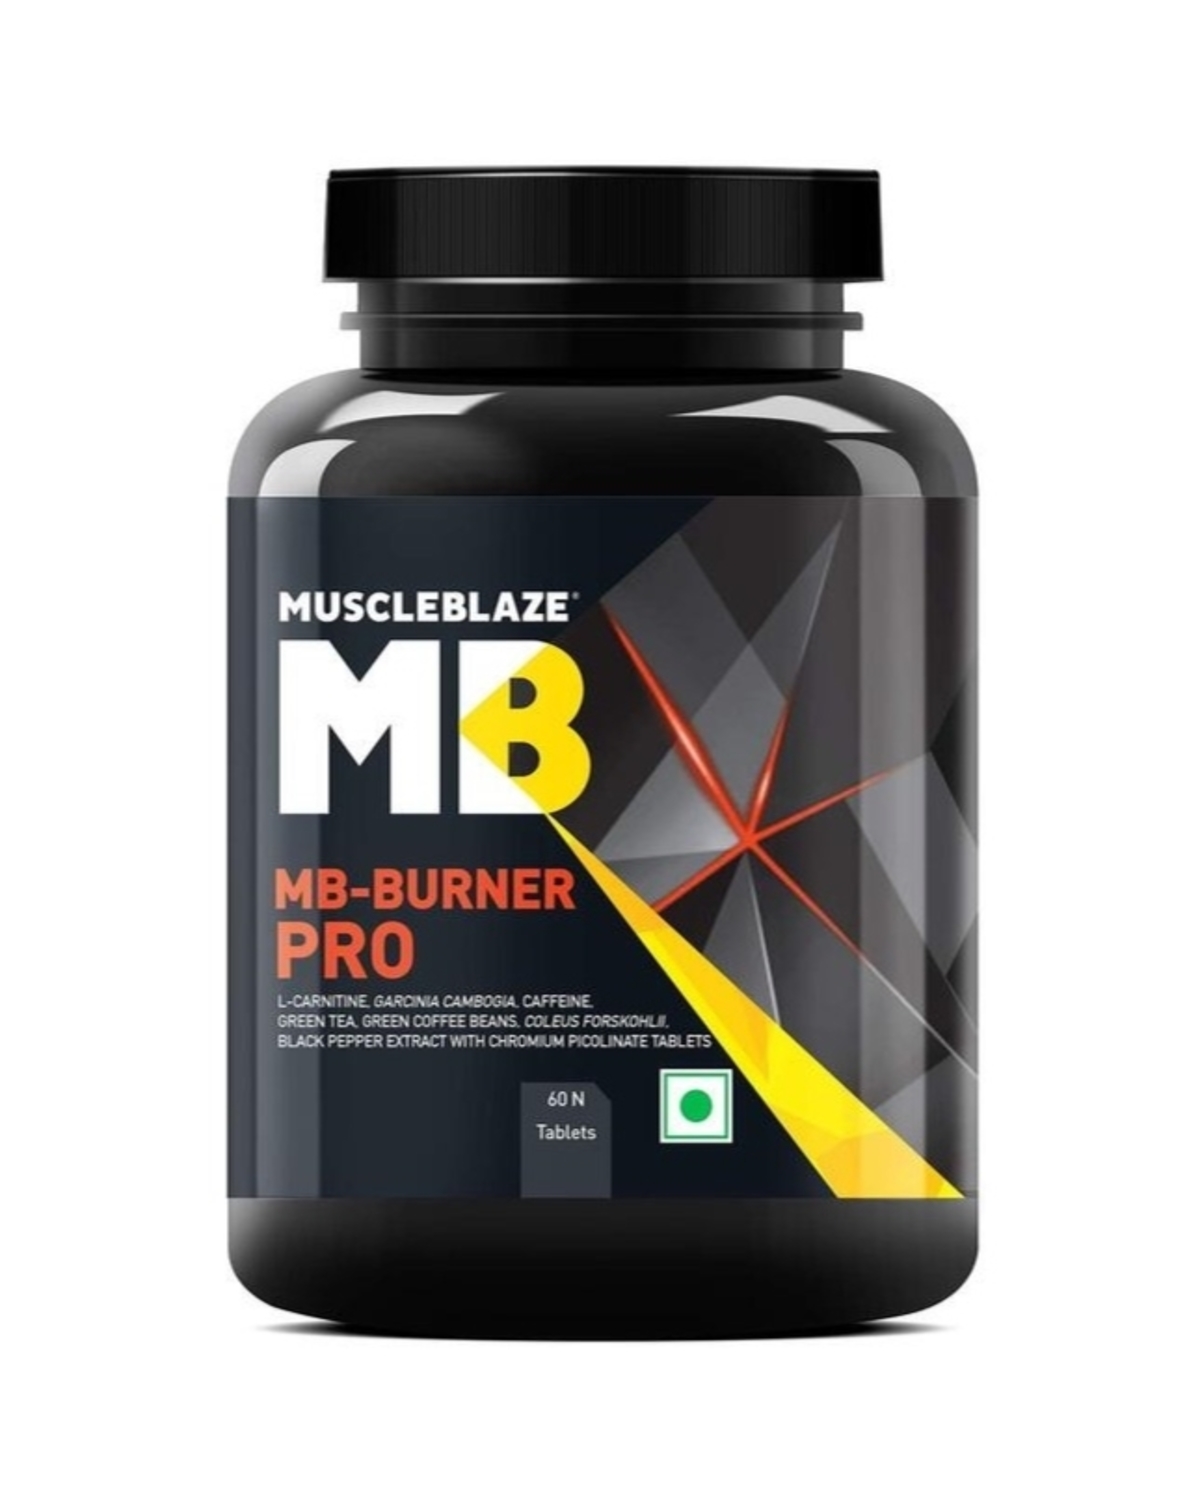 MUSCLEBLAZE®
MB
MB-BURNER
PRO
L-CARNITINE, GARCINIA CAMBOGIA, CAFFEINE,
GREEN TEA, GREEN COFFEE BEANS, COLEUS FORSKOHLII,
BLACK PEPPER EXTRACT WITH CHROMIUM PICOLINATE TABLETS
60 N
Tablets